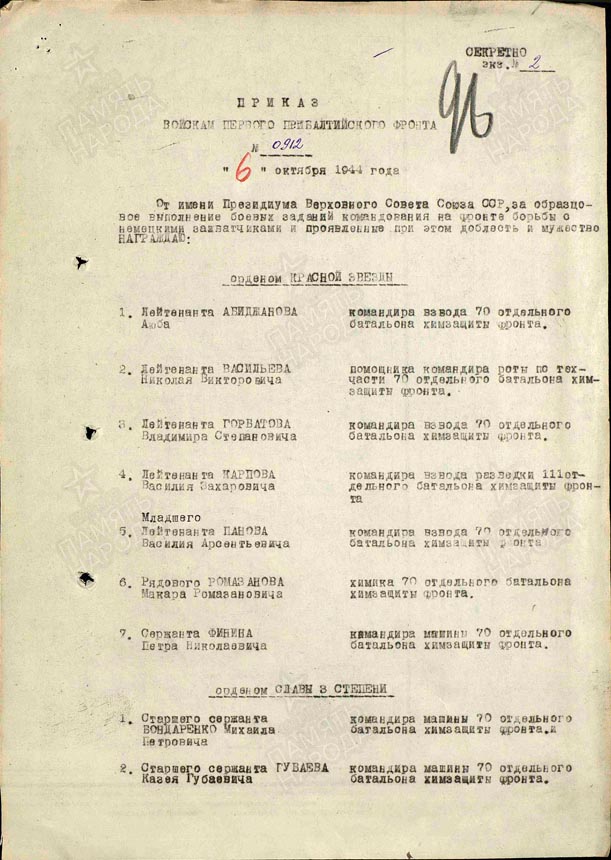 СЕКРЕТНО
экз.№ 2
96
ПРИКАЗ
ВОЙСКАМ ПЕРВОГО ПРИБАЛТИЙСКОГО ФРОНТА
№ 0912
"6" октября 1944 года
От имени Президиума Верховного Совета Союза ССР,за образцо-
вое выполнение боевых заданий командования на фронте борьбы с
немецкими захватчиками и проявленные при этом доблесть и мужество
НАГРАЖДАЮ:
орденом КРАСНОЙ ЗВЕЗДЫ
1. Лейтенанта АБИДЖАНОВА командира взвода 70 отдельного
Аюба батальона химзащиты фронта.
2. Лейтенанта ВАСИЛЬЕВА помощника командира роты по тех-
Николая Викторовича части 70 отдельного батальона хим-
защиты фронта.
3. Лейтенанта ГОРБАТОВА командира взвода 70 отдельного
Владимира Степановича батальона химзащиты фронта.
4. Лейтенанта КАРПОВА командира взвода разведки 111от-
Василия Захаровича дельного батальона химзащиты фрон-
та
Младшего
5. Лейтенанта ПАНОВА командира взвода 70 отдельного
Василия Арсентьевича батальона химзащиты фронта
6. Рядового РОМАЗАНОВА химика 70 отдельного батальона
Макара Ромазановича химзащиты фронта.
7. Сержанта ФИНИНА командира машины 70 отдельного
Петра Николаевича батальона химзащиты фронта.
орденом СЛАВЫ 3 СТЕПЕНИ
1. Старшего сержанта командира машины 70 отдельного
БОНДАРЕНКО Михаила батальона химзащиты фронта.
Петровича
2. Старшего сержанта ГУБАЕВА командира машины 70 отдельного
Казея Губаевича батальона химзащиты фронта.
ПАМЯТЬ НАРОДА